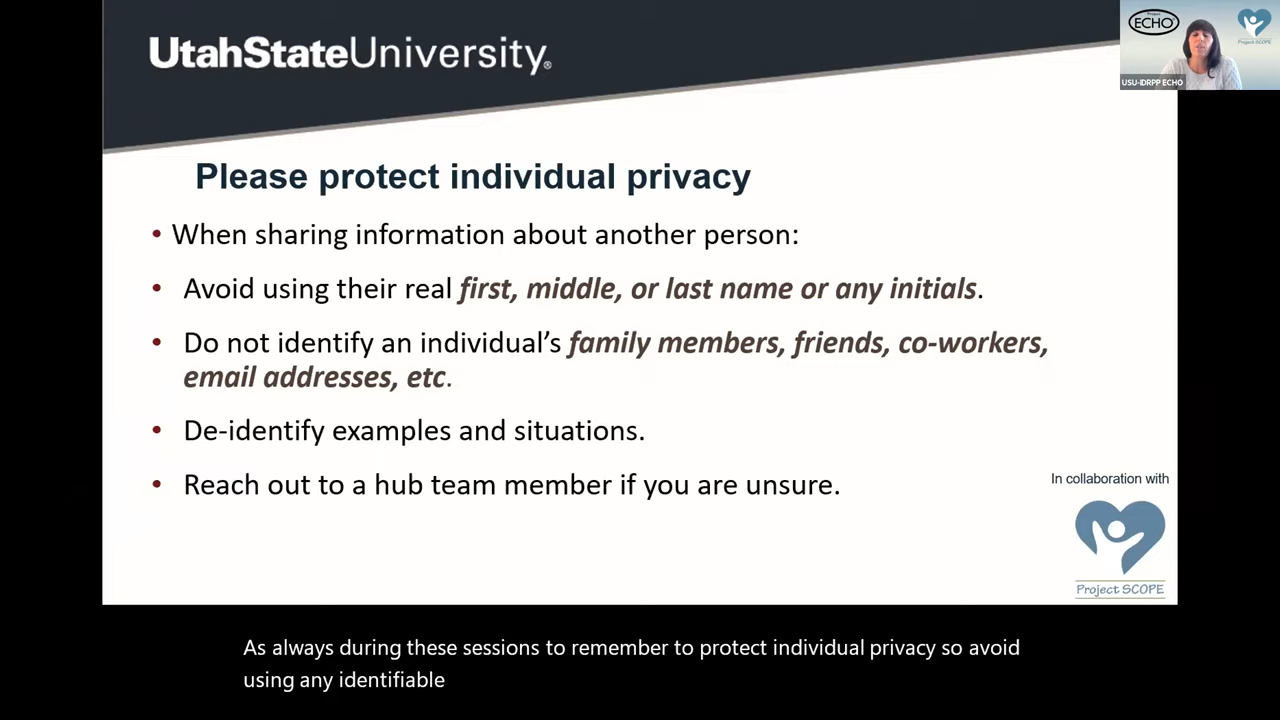 UtahStateUniversity®
Project
ECHO
Project SCOPE
USU-IDRPP ECHO
Please protect individual privacy
• When sharing information about another person:
• Avoid using their real first, middle, or last name or any initials.
• Do not identify an individual’s family members, friends, co-workers,
email addresses, etc.
• De-identify examples and situations.
• Reach out to a hub team member if you are unsure.
In collaboration with
Project SCOPE
As always during these sessions to remember to protect individual privacy so avoid
using any identifiable